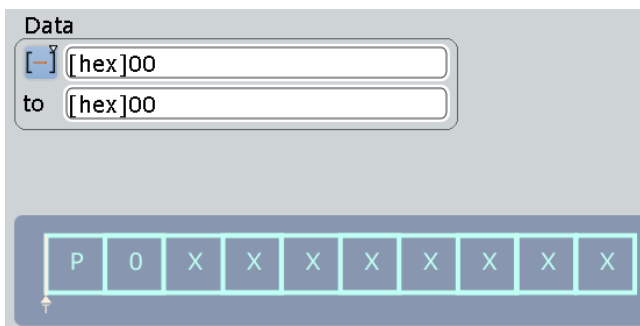 Data
[–] [hex]00
to [hex]00
P 0 X X X X X X X X
T